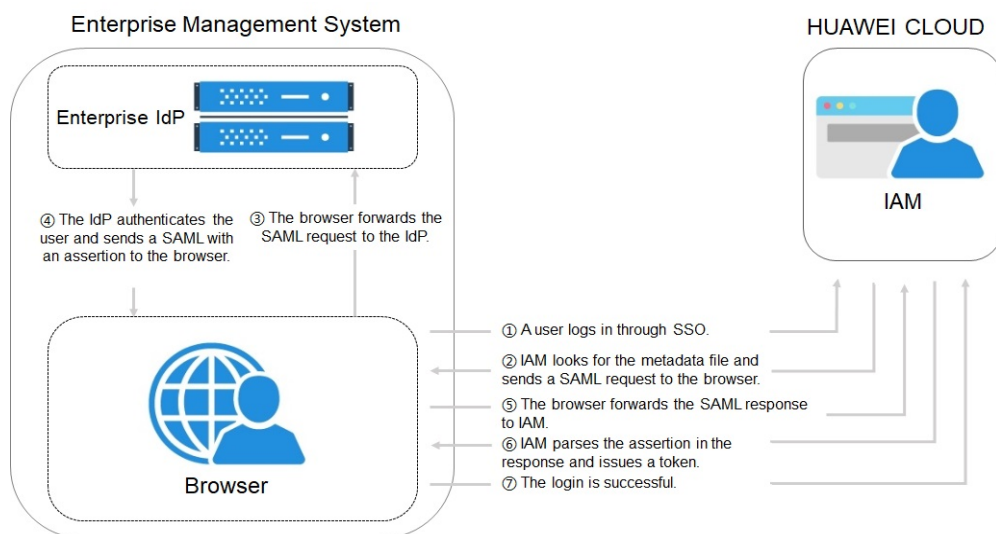 Enterprise Management System
HUAWEI CLOUD
Enterprise IdP
IAM
④ The IdP authenticates the
user and sends a SAML with
an assertion to the browser.
③ The browser forwards the
SAML request to the IdP.
① A user logs in through SSO.
② IAM looks for the metadata file and
sends a SAML request to the browser.
⑤ The browser forwards the SAML response
to IAM.
⑥ IAM parses the assertion in the
response and issues a token.
⑦ The login is successful.
Browser